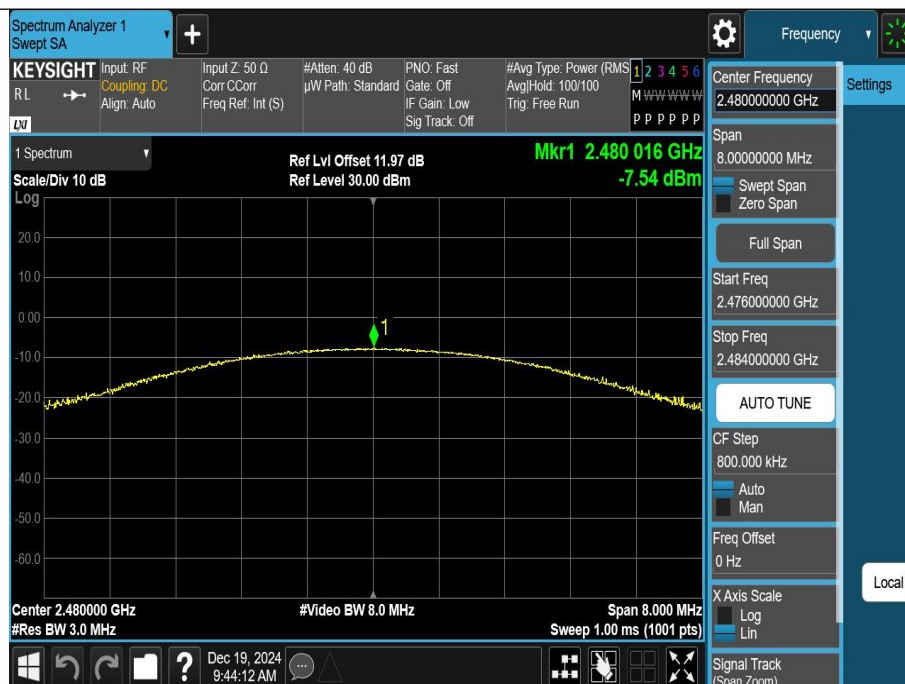 Spectrum Analyzer 1
Swept SA
Frequency
KEYSIGHT
RL
LXI
Input: RF
Coupling: DC
Align: Auto
Input Z: 50 Ω
Corr CCorr
Freq Ref: Int (S)
#Atten: 40 dB
µW Path: Standard
PNO: Fast
Gate: Off
IF Gain: Low
Sig Track: Off
#Avg Type: Power (RMS
Avg|Hold: 100/100
Trig: Free Run
1 2 3 4 5 6
M W W W W W
P P P P P P
1 Spectrum
Scale/Div 10 dB
Log
Ref Lvl Offset 11.97 dB
Ref Level 30.00 dBm
Mkr1 2.480 016 GHz
-7.54 dBm
20.0
10.0
0.00
1
-10.0
-20.0
-30.0
-40.0
-50.0
-60.0
Center 2.480000 GHz
#Video BW 8.0 MHz
Span 8.000 MHz
#Res BW 3.0 MHz
Sweep 1.00 ms (1001 pts)
Dec 19, 2024
9:44:12 AM
Center Frequency
2.480000000 GHz
Settings
Span
8.00000000 MHz
Swept Span
Zero Span
Full Span
Start Freq
2.476000000 GHz
Stop Freq
2.484000000 GHz
AUTO TUNE
CF Step
800.000 kHz
Auto
Man
Freq Offset
0 Hz
Local
X Axis Scale
Log
Lin
Signal Track
(Span Zoom)